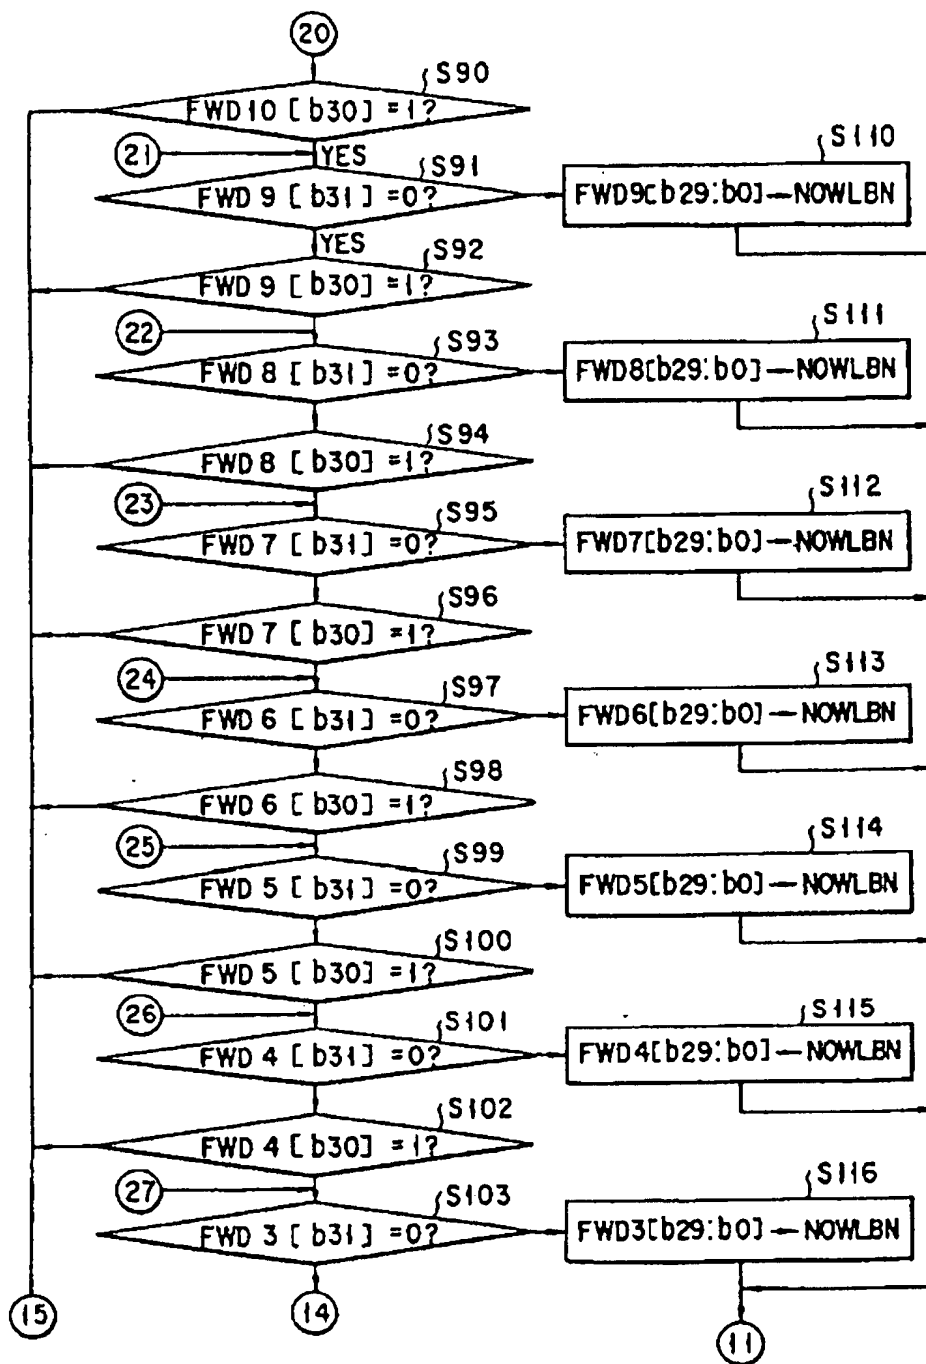 20
S90
FWD10 [b30] =1?
21
YES
S91
S110
FWD 9 [b31] =0?
FWD9[b29:b0]←NOWLBN
YES
S92
FWD 9 [b30] =1?
22
S93
S111
FWD 8 [b31] =0?
FWD8[b29:b0]←NOWLBN
S94
FWD 8 [b30] =1?
23
S95
S112
FWD 7 [b31] =0?
FWD7[b29:b0]←NOWLBN
S96
FWD 7 [b30] =1?
24
S97
S113
FWD 6 [b31] =0?
FWD6[b29:b0]←NOWLBN
S98
FWD 6 [b30] =1?
25
S99
S114
FWD 5 [b31] =0?
FWD5[b29:b0]←NOWLBN
S100
FWD 5 [b30] =1?
26
S101
S115
FWD 4 [b31] =0?
FWD4[b29:b0]←NOWLBN
S102
FWD 4 [b30] =1?
27
S103
S116
FWD 3 [b31] =0?
FWD3[b29:b0]←NOWLBN
15
14
11